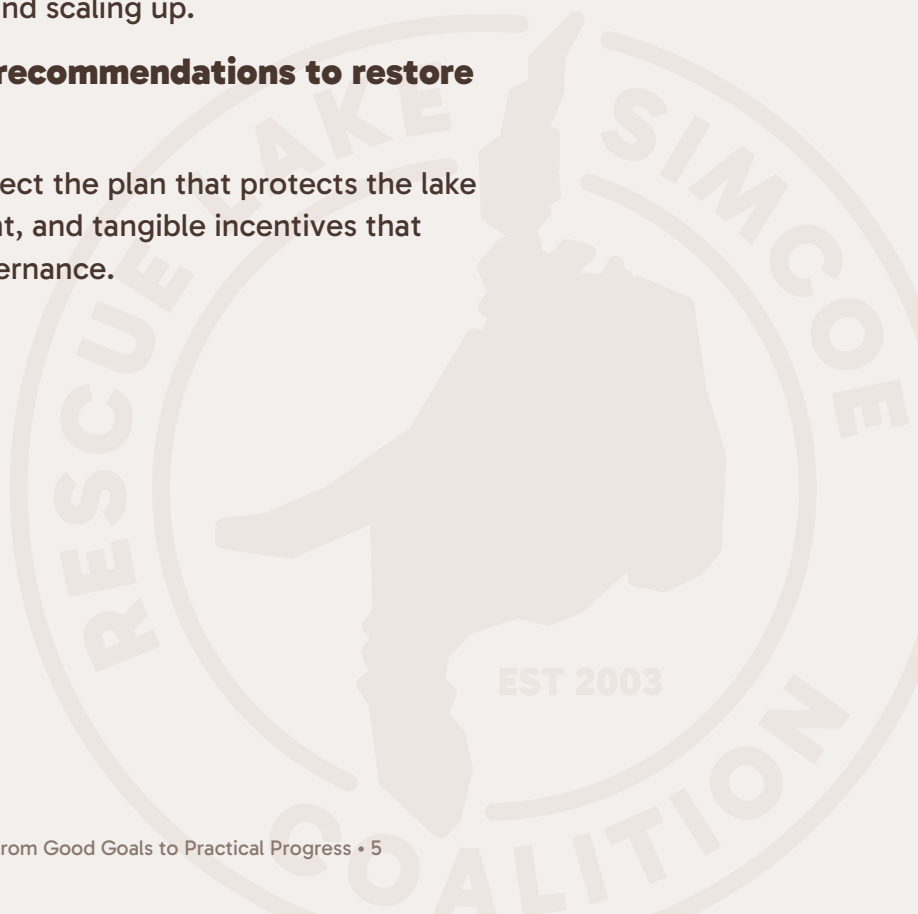 nd scaling up.
recommendations to restore
ect the plan that protects the lake
t, and tangible incentives that
ernance.
RESCUE LAKE SIMCOE
COALITION
EST 2003
rom Good Goals to Practical Progress • 5